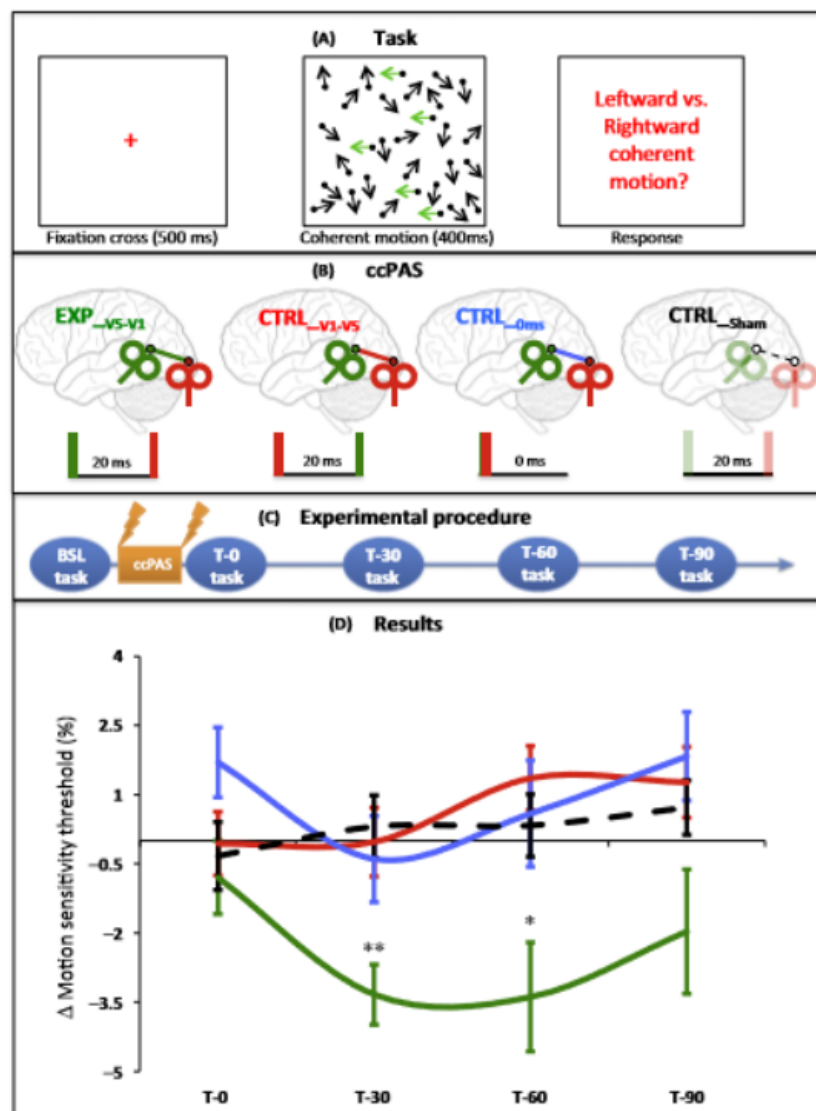 (A) Task
+
Leftward vs.
Rightward
coherent
motion?
Fixation cross (500 ms)
Coherent motion (400ms)
Response
(B) ccPAS
EXP_V5-V1
CTRL_V1-V5
CTRL_0ms
CTRL_Sham
20 ms
20 ms
0 ms
20 ms
(C) Experimental procedure
BSL
task
ccPAS
T-0
task
T-30
task
T-60
task
T-90
task
(D) Results
Δ Motion sensitivity threshold (%)
4
2.5
1
−0.5
−2
−3.5
−5
**
*
T-0
T-30
T-60
T-90